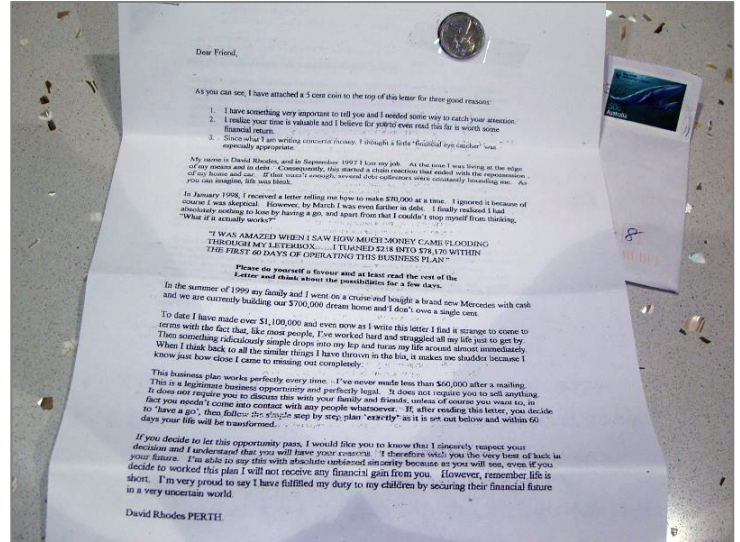 Dear Friend,
As you can see, I have attached a 5 cent coin to the top of this letter for three good reasons:
1. I have something very important to tell you and I needed some way to catch your attention.
2. I realize your time is valuable and I believe for you to even read this far is worth some
financial return.
3. Since what I am writing concerns money, I thought a little 'financial eye catcher' was
especially appropriate.
My name is David Rhodes, and in September 1997 I lost my job. At the time I was living at the edge
of my means and in debt. Consequently, this started a chain reaction that ended with the repossession
of my home and car. If that wasn't enough, several debt collectors were constantly hounding me. As
you can imagine, life was bleak.
In January 1998, I received a letter telling me how to make $70,000 at a time. I ignored it because of
course I was skeptical. However, by March I was even farther in debt. I finally realized I had
absolutely nothing to lose by having a go, and apart from that I couldn't stop myself from thinking,
"What if it actually works?"
"I WAS AMAZED WHEN I SAW HOW MUCH MONEY CAME FLOODING
THROUGH MY LETTERBOX......I TURNED $218 INTO $78,170 WITHIN
THE FIRST 60 DAYS OF OPERATING THIS BUSINESS PLAN"
Please do yourself a favour and at least read the rest of the
Letter and think about the possibilities for a few days.
In the summer of 1999 my family and I went on a cruise and bought a brand new Mercedes with cash
and we are currently building our $700,000 dream home and I don't owe a single cent.
To date I have made over $1,100,000 and even now as I write this letter I find it strange to come to
terms with the fact that, like most people, I've worked hard and struggled all my life just to get by.
Then something ridiculously simple drops into my lap and turns my life around almost immediately.
When I think back to all the similar things I have thrown in the bin, it makes me shudder because I
know just how close I came to missing out completely.
This business plan works perfectly every time. I've never made less than $60,000 after a mailing.
This is a legitimate business opportunity and perfectly legal. It does not require you to sell anything.
It does not require you to discuss this with your family and friends, unless of course you want to, in
fact you needn't come into contact with any people whatsoever. If, after reading this letter, you decide
to 'have a go', then follow the simple step by step plan 'exactly' as it is set out below and within 60
days your life will be transformed.
If you decide to let this opportunity pass, I would like you to know that I sincerely respect your
decision and I understand that you will have your reasons. I therefore wish you the very best of luck in
your future. I'm able to say this with absolute unbiased sincerity because as you will see, even if you
decide to worked this plan I will not receive any financial gain from you. However, remember life is
short. I'm very proud to say I have fulfilled my duty to my children by securing their financial future
in a very uncertain world.
David Rhodes PERTH.
Australia
8